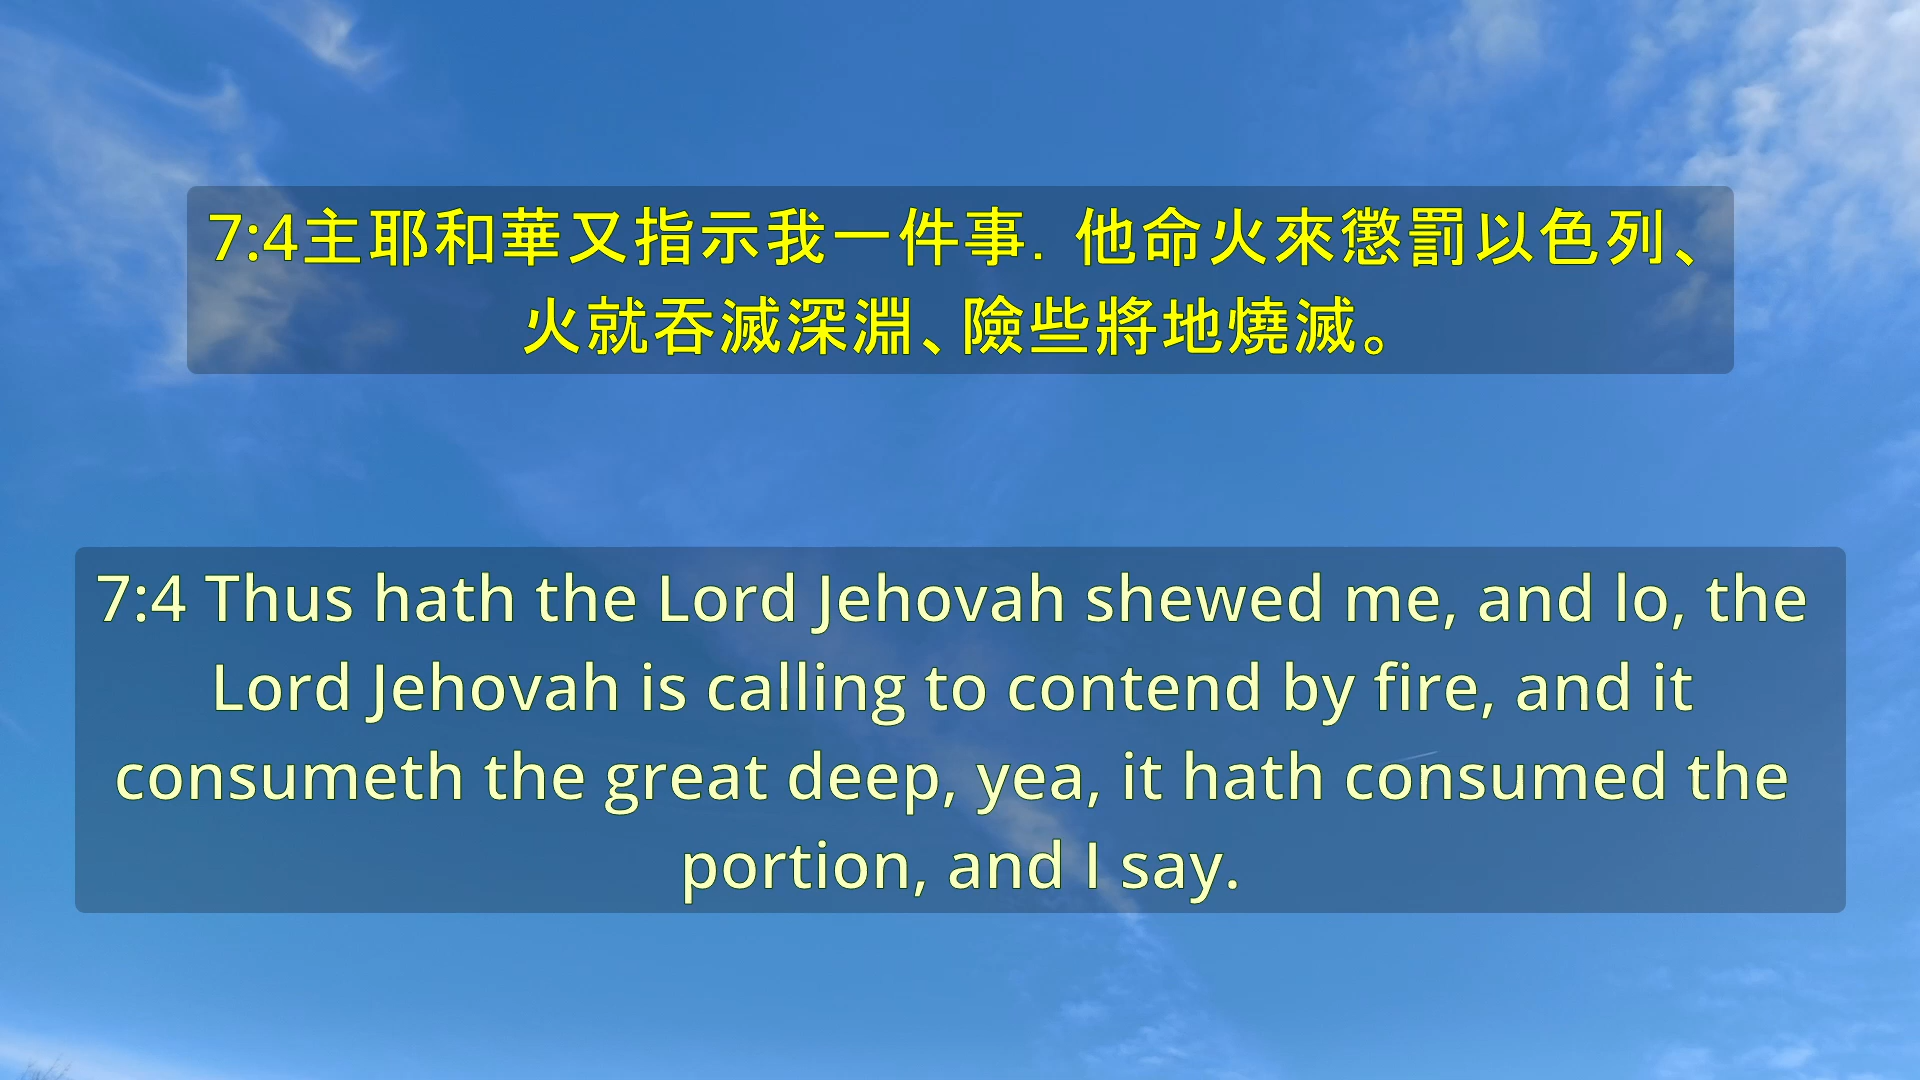 7:4主耶和華又指示我一件事．他命火來懲罰以色列、
火就吞滅深淵、險些將地燒滅。
7:4 Thus hath the Lord Jehovah shewed me, and lo, the
Lord Jehovah is calling to contend by fire, and it
consumeth the great deep, yea, it hath consumed the
portion, and I say.